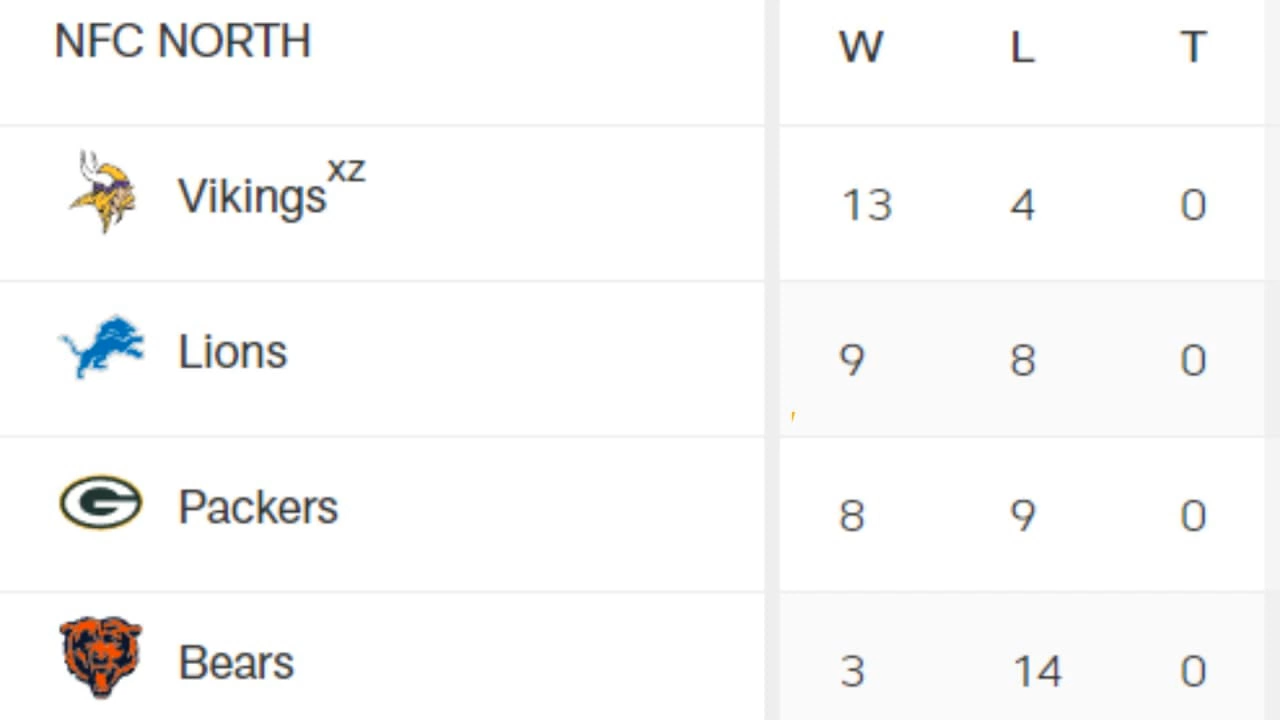 NFC NORTH W L T
Vikings xz 13 4 0
Lions 9 8 0
Packers 8 9 0
Bears 3 14 0